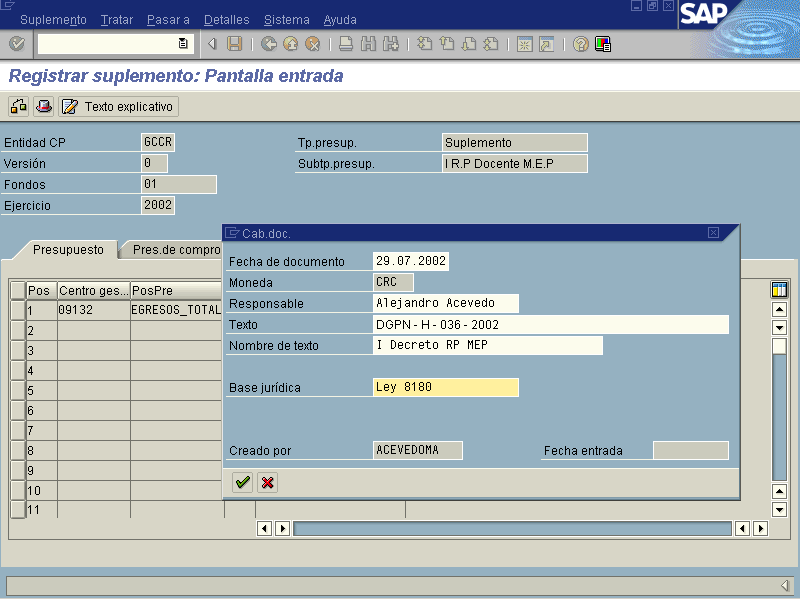 Suplemento Tratar Pasar a Detalles Sistema Ayuda
SAP
Registrar suplemento: Pantalla entrada
Texto explicativo
Entidad CP GCCR Tp.presup. Suplemento
Versión 0 Subtp.presup. I R.P Docente M.E.P
Fondos 01
Ejercicio 2002
Cab.doc.
Presupuesto Pres.de compro
Fecha de documento 29.07.2002
Moneda CRC
Responsable Alejandro Acevedo
Texto DGPN - H - 036 - 2002
Nombre de texto I Decreto RP MEP
Base jurídica Ley 8180
Creado por ACEVEDOMA Fecha entrada
Pos Centro ges... PosPre
1 09132 EGRESOS_TOTAL
2
3
4
5
6
7
8
9
10
11